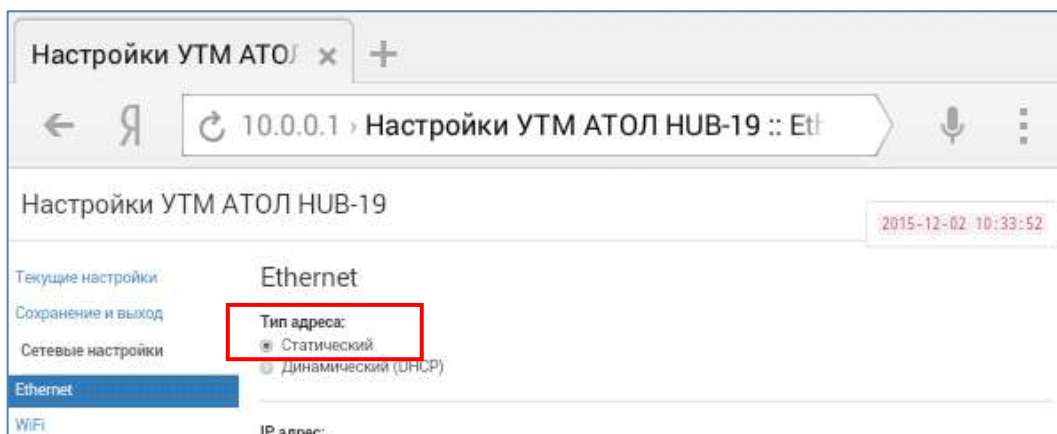 Настройки УТМ АТОЛ
Я
10.0.0.1 › Настройки УТМ АТОЛ HUB-19 :: Eth
Настройки УТМ АТОЛ HUB-19
2015-12-02 10:33:52
Текущие настройки
Сохранение и выход
Сетевые настройки
Ethernet
WiFi
Ethernet
Тип адреса:
Статический
Динамический (DHCP)
IP адрес: